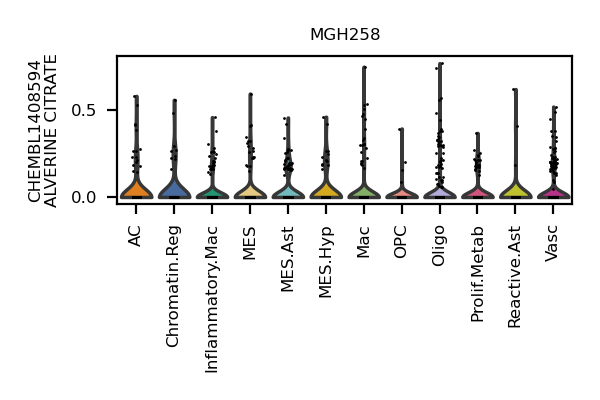 MGH258
CHEMBL1408594
ALVERINE CITRATE
0.5
0.0
AC
Chromatin.Reg
Inflammatory.Mac
MES
MES.Ast
MES.Hyp
Mac
OPC
Oligo
Prolif.Metab
Reactive.Ast
Vasc